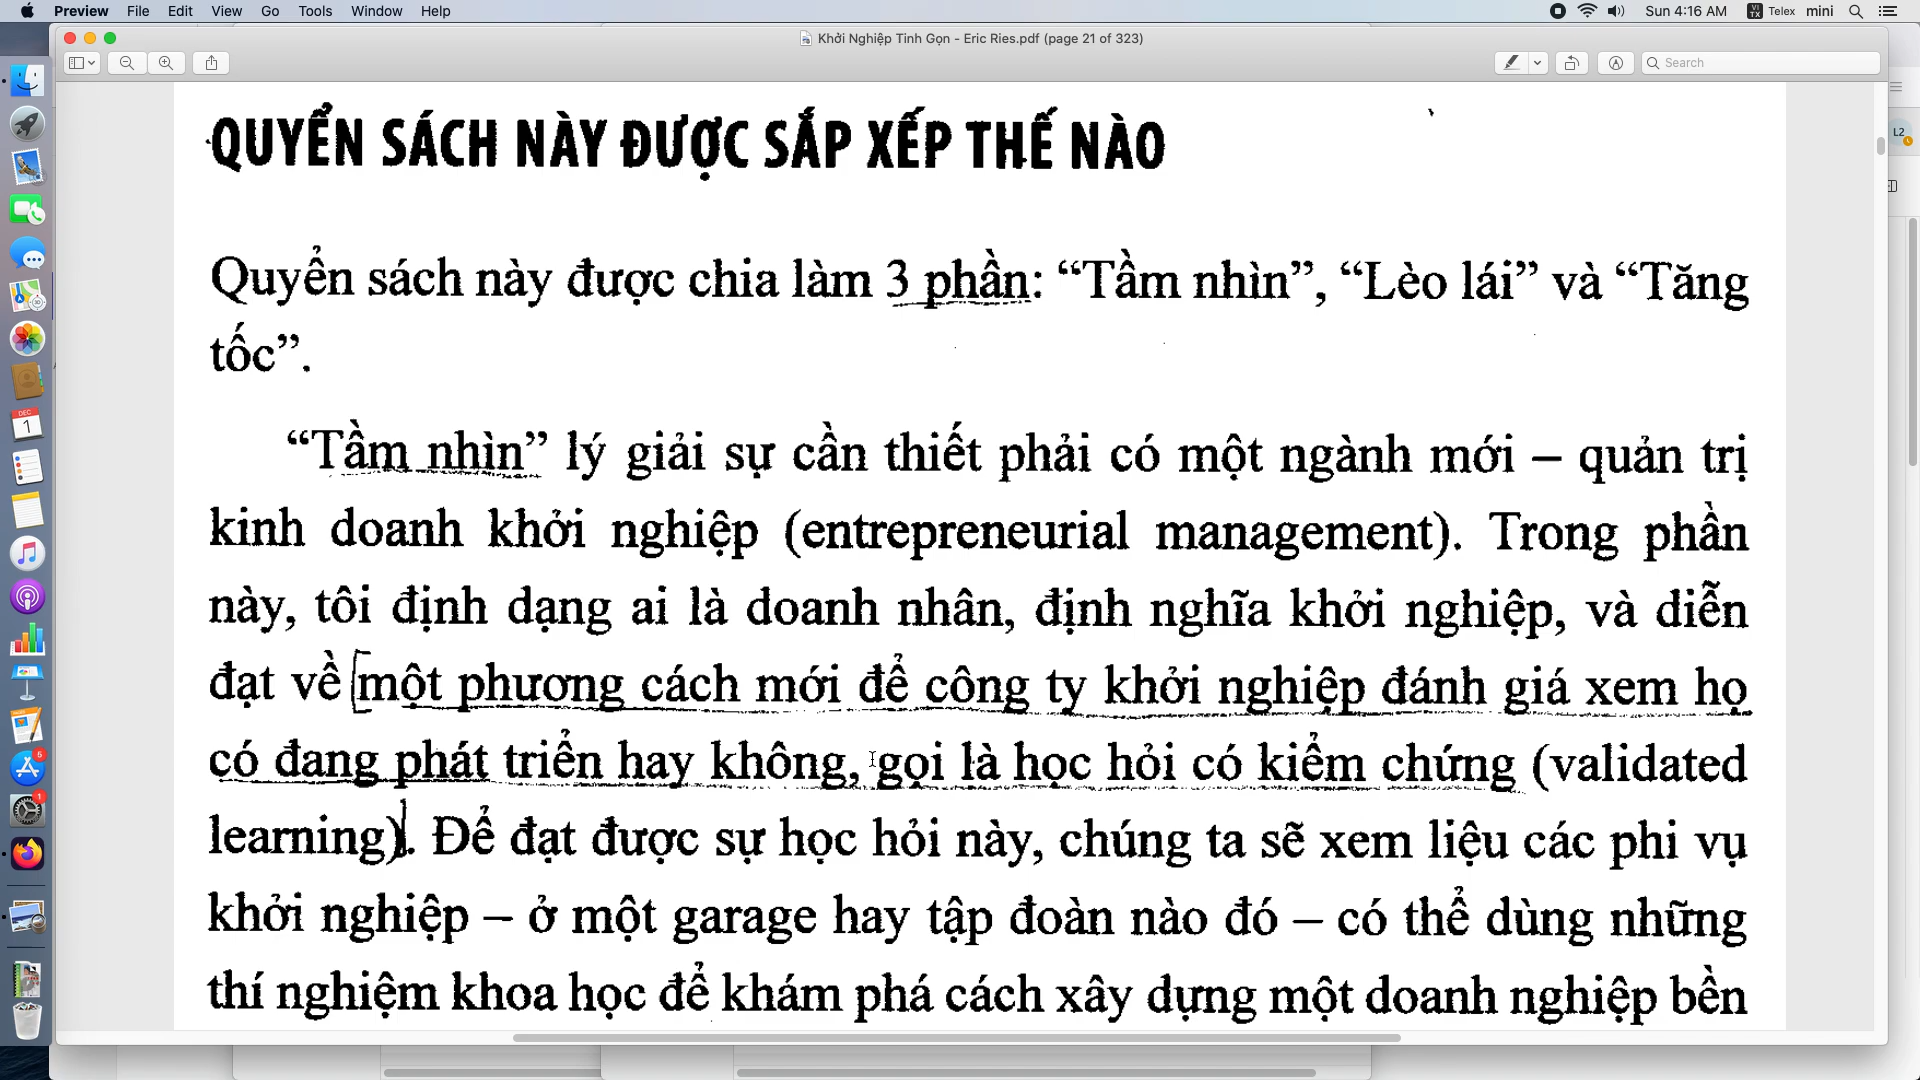 Preview File Edit View Go Tools Window Help
Sun 4:16 AM VI TX Telex mini
Khởi Nghiệp Tinh Gọn - Eric Ries.pdf (page 21 of 323)
Search
L2
QUYỂN SÁCH NÀY ĐƯỢC SẮP XẾP THẾ NÀO
Quyển sách này được chia làm 3 phần: “Tầm nhìn”, “Lèo lái” và “Tăng
tốc”.
“Tầm nhìn” lý giải sự cần thiết phải có một ngành mới – quản trị
kinh doanh khởi nghiệp (entrepreneurial management). Trong phần
này, tôi định dạng ai là doanh nhân, định nghĩa khởi nghiệp, và diễn
đạt về một phương cách mới để công ty khởi nghiệp đánh giá xem họ
có đang phát triển hay không, gọi là học hỏi có kiểm chứng (validated
learning). Để đạt được sự học hỏi này, chúng ta sẽ xem liệu các phi vụ
khởi nghiệp – ở một garage hay tập đoàn nào đó – có thể dùng những
thí nghiệm khoa học để khám phá cách xây dựng một doanh nghiệp bền
DEC
1
6
1